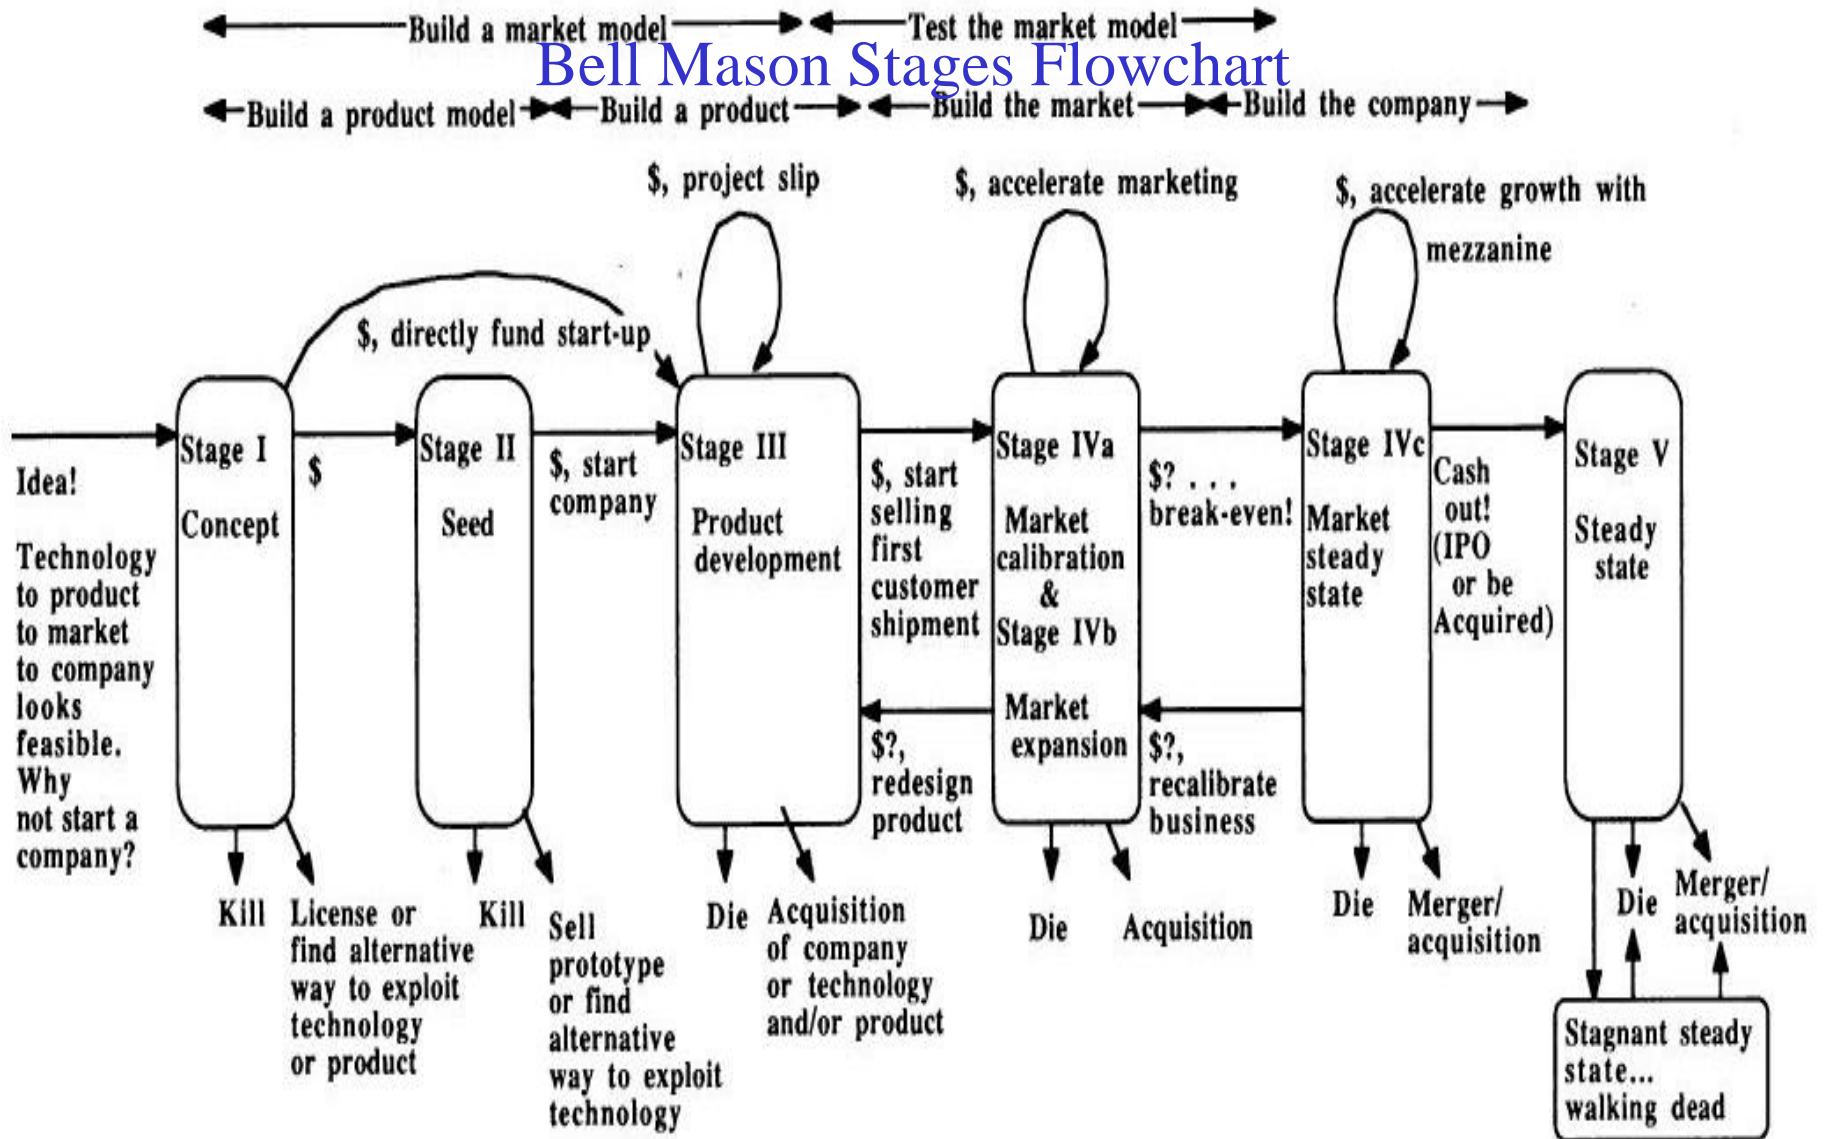 Build a market model
Test the market model
Bell Mason Stages Flowchart
Build a product model
Build a product
Build the market
Build the company
$, project slip
$, accelerate marketing
$, accelerate growth with
mezzanine
$, directly fund start-up
Idea!
Technology
to product
to market
to company
looks
feasible.
Why
not start a
company?
Stage I
Concept
$
Stage II
Seed
$, start
company
Stage III
Product
development
$, start
selling
first
customer
shipment
$?,
redesign
product
Stage IVa
Market
calibration
&
Stage IVb
Market
expansion
$? . . .
break-even!
$?,
recalibrate
business
Stage IVc
Market
steady
state
Cash
out!
(IPO
or be
Acquired)
Stage V
Steady
state
Kill
License or
find alternative
way to exploit
technology
or product
Kill
Sell
prototype
or find
alternative
way to exploit
technology
Die
Acquisition
of company
or technology
and/or product
Die
Acquisition
Die
Merger/
acquisition
Die
Merger/
acquisition
Stagnant steady
state...
walking dead